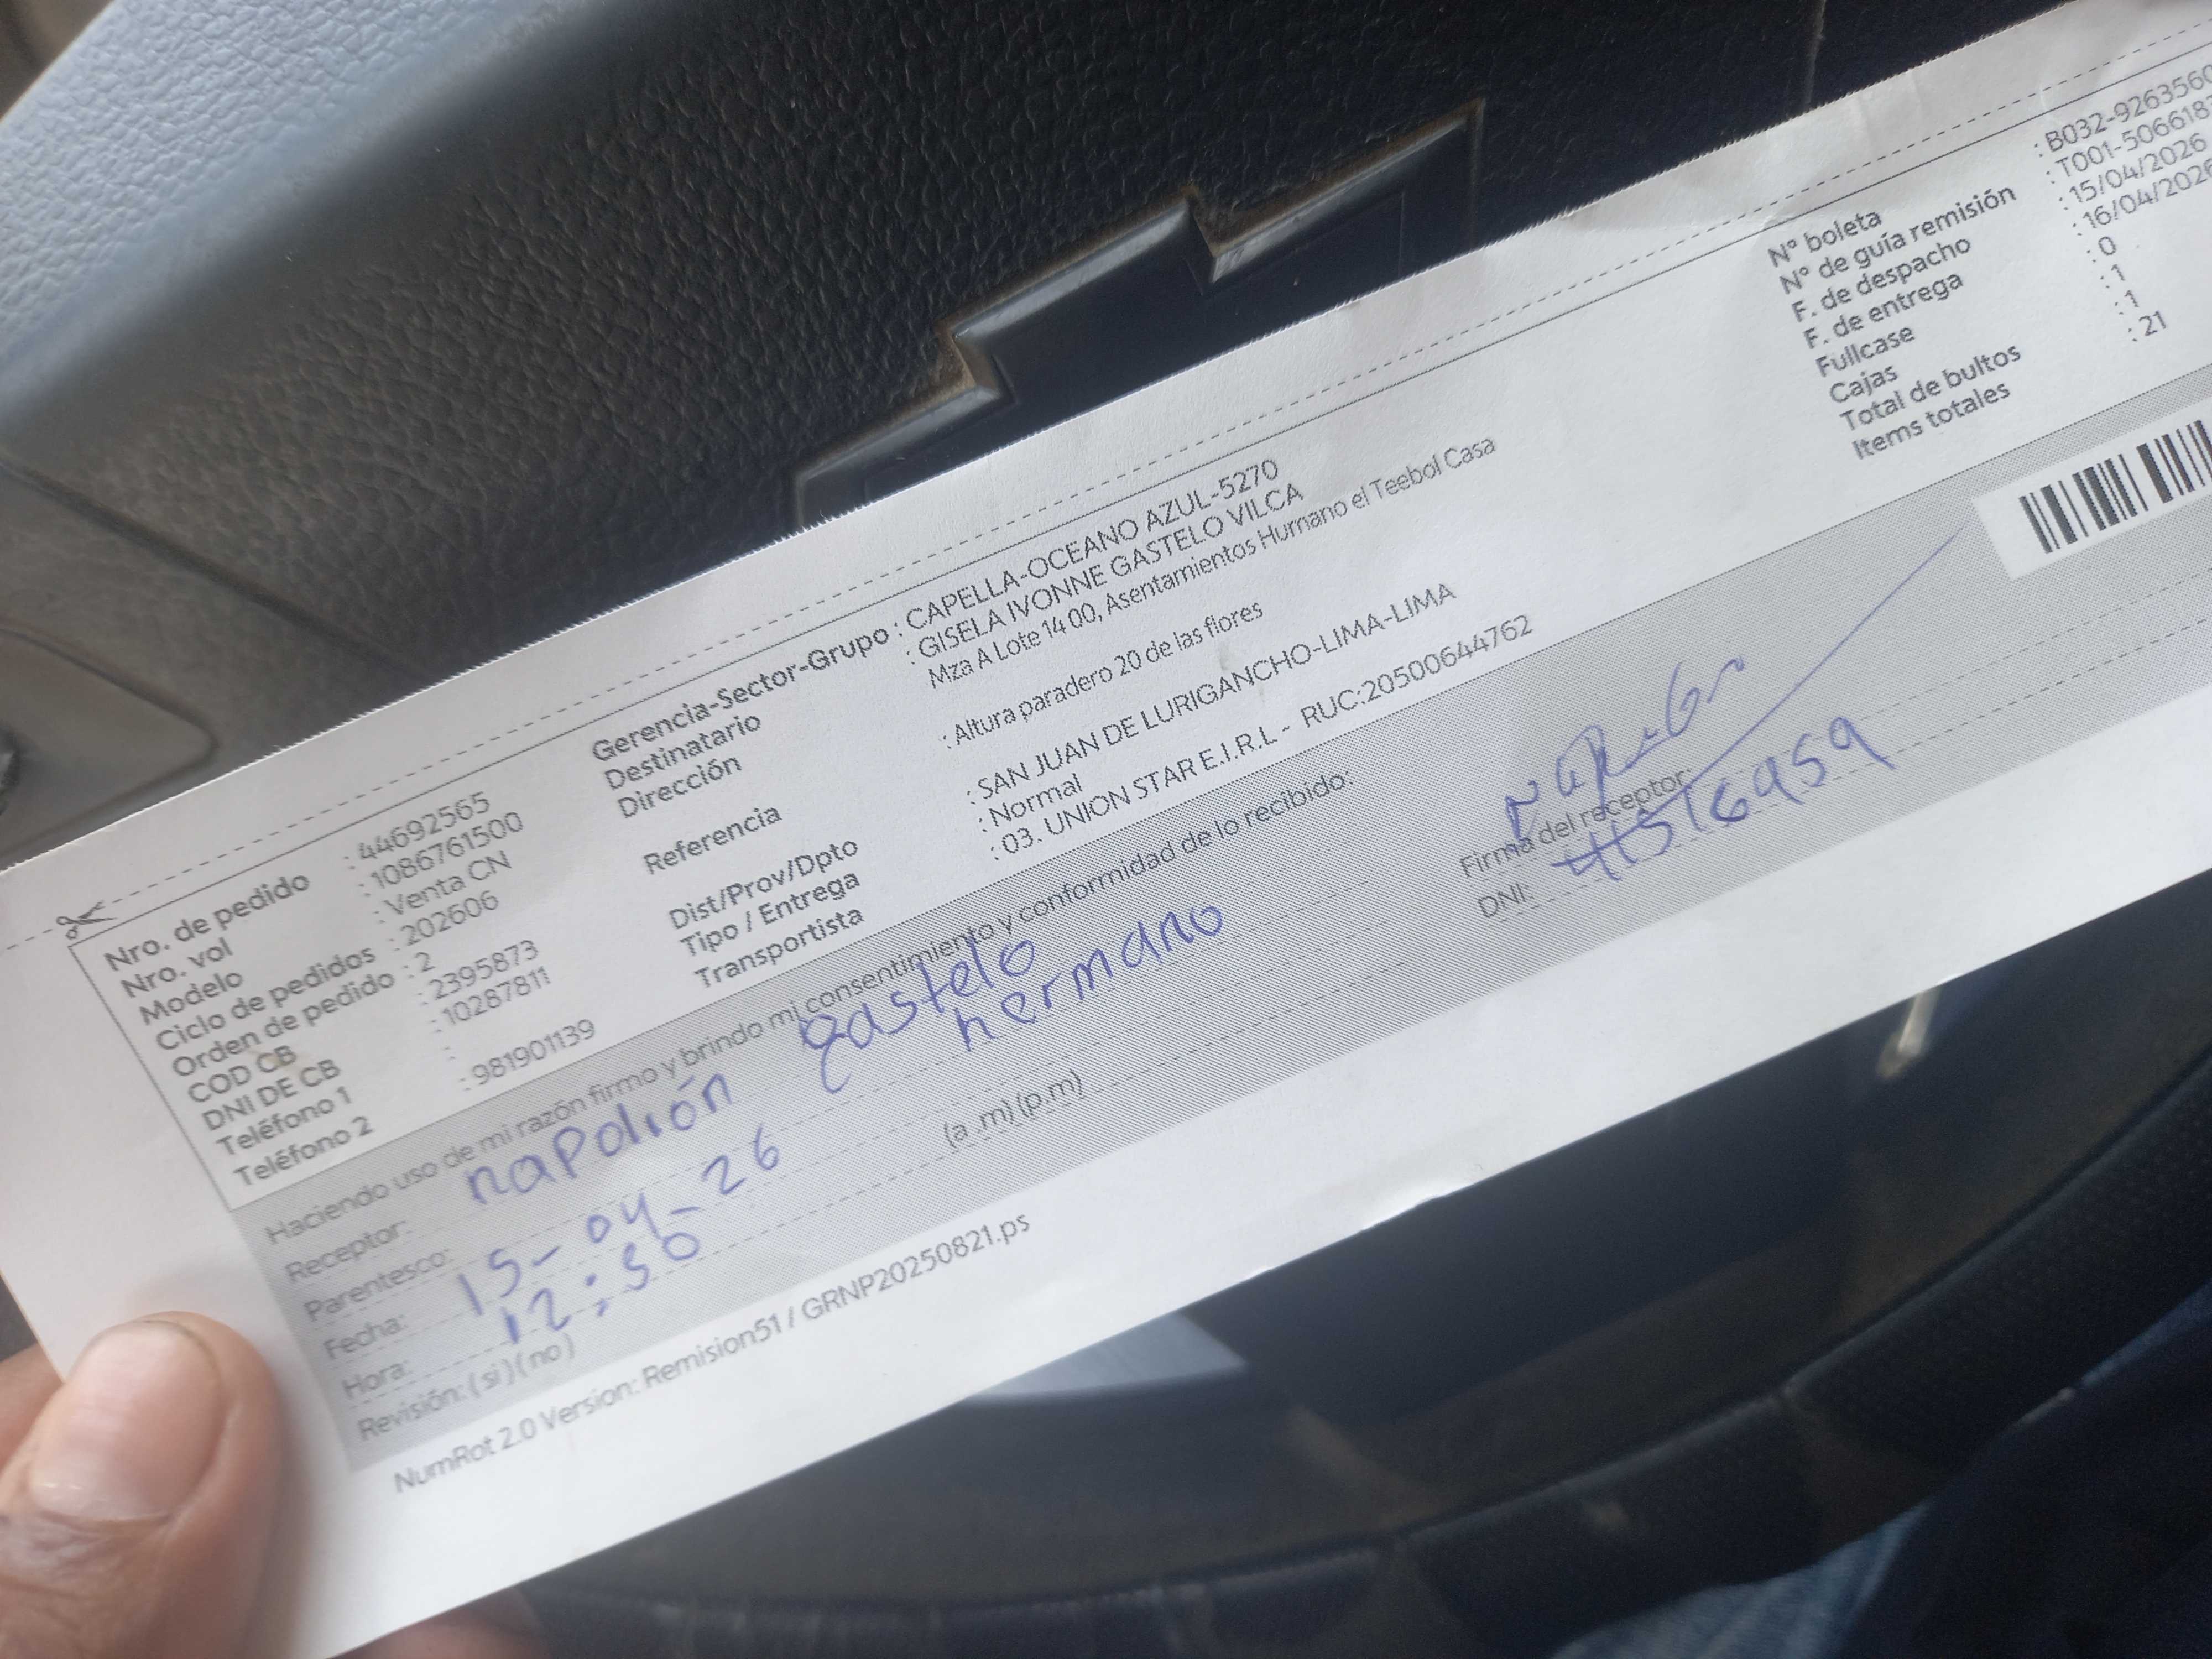 Nro. de pedido : 44692565
Nro. vol : 1086761500
Modelo : Venta CN
Ciclo de pedidos : 202606
Orden de pedido : 2
COD CB : 2395873
DNI DE CB : 10287811
Teléfono 1 :
Teléfono 2 : 981901139
Gerencia-Sector-Grupo : CAPELLA-OCEANO AZUL-5270
Destinatario : GISELA IVONNE GASTELO VILCA
Dirección Mza A Lote 14 00, Asentamientos Humano el Teebol Casa
Referencia : Altura paradero 20 de las flores
Dist/Prov/Dpto : SAN JUAN DE LURIGANCHO-LIMA-LIMA
Tipo / Entrega : Normal
Transportista : 03. UNION STAR E.I.R.L - RUC:20500644762
N° boleta : B032-9263560
N° de guía remisión : T001-506618
F. de despacho : 15/04/2026
F. de entrega : 16/04/2026
Fullcase : 0
Cajas : 1
Total de bultos : 1
Items totales : 21
Haciendo uso de mi razón firmo y brindo mi consentimiento y conformidad de lo recibido:
Receptor: napolión gastelo
Parentesco: hermano
Fecha: 15-04-26
Hora: 12:30 (a .m) (p.m)
Revisión: (si) (no)
Firma del receptor:
DNI: 41516959
NumRot 2.0 Version: Remision51 / GRNP20250821.ps